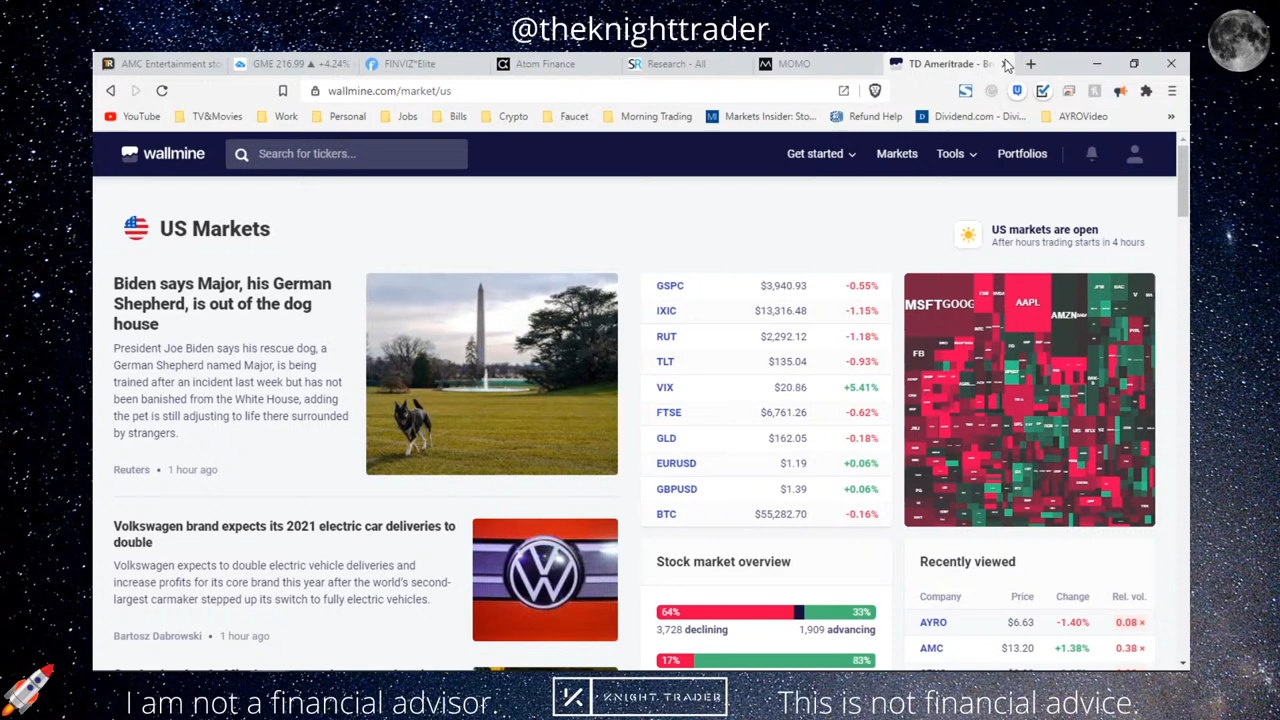 @theknighttrader
AMC Entertainment sto
GME 216.99 ▲ +4.24%
FINVIZ*Elite
Atom Finance
Research - All
MOMO
TD Ameritrade - Br
wallmine.com/market/us
YouTube
TV&Movies
Work
Personal
Jobs
Bills
Crypto
Faucet
Morning Trading
Markets Insider: Sto...
Refund Help
Dividend.com - Divi...
AYROVideo
wallmine
Search for tickers...
Get started
Markets
Tools
Portfolios
US Markets
US markets are open
After hours trading starts in 4 hours
Biden says Major, his German
Shepherd, is out of the dog
house
President Joe Biden says his rescue dog, a
German Shepherd named Major, is being
trained after an incident last week but has not
been banished from the White House, adding
the pet is still adjusting to life there surrounded
by strangers.
Reuters • 1 hour ago
Volkswagen brand expects its 2021 electric car deliveries to
double
Volkswagen expects to double electric vehicle deliveries and
increase profits for its core brand this year after the world's second-
largest carmaker stepped up its switch to fully electric vehicles.
Bartosz Dabrowski • 1 hour ago
GSPC $3,940.93 -0.55%
IXIC $13,316.48 -1.15%
RUT $2,292.12 -1.18%
TLT $135.04 -0.93%
VIX $20.86 +5.41%
FTSE $6,761.26 -0.62%
GLD $162.05 -0.18%
EURUSD $1.19 +0.06%
GBPUSD $1.39 +0.06%
BTC $55,282.70 -0.16%
MSFT
GOOG
AAPL
AMZN
FB
Stock market overview
64% 33%
3,728 declining 1,909 advancing
17% 83%
Recently viewed
Company Price Change Rel. vol.
AYRO $6.63 -1.40% 0.08 ×
AMC $13.20 +1.38% 0.38 ×
I am not a financial advisor.
KNIGHT TRADER
This is not financial advice.